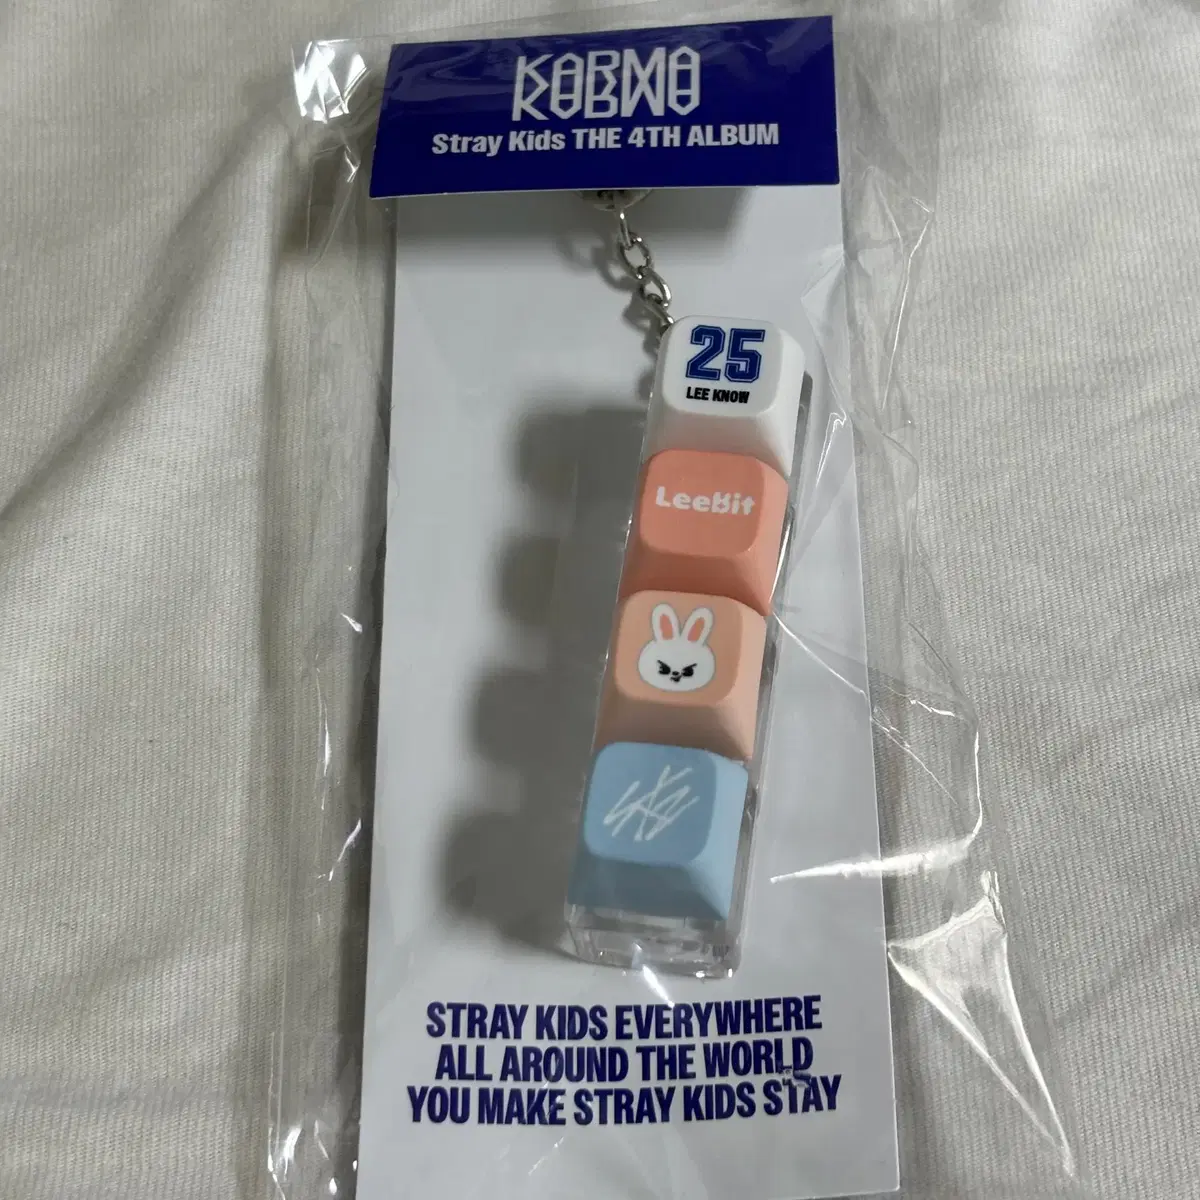 KARMA
Stray Kids THE 4TH ALBUM
25
LEE KNOW
LeeBit
SKZ
STRAY KIDS EVERYWHERE
ALL AROUND THE WORLD
YOU MAKE STRAY KIDS STAY